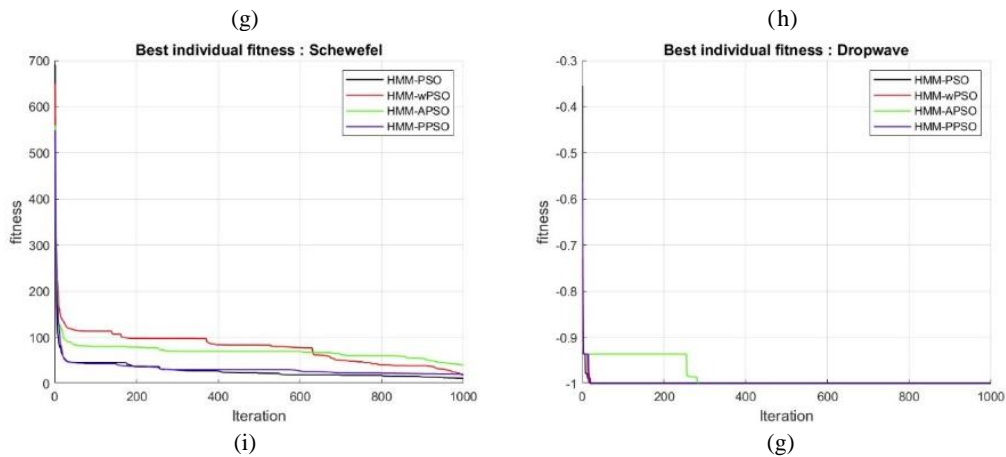 (g)
(h)
Best individual fitness : Schewefel
700
600
500
400
300
200
100
0
fitness
0 200 400 600 800 1000
Iteration
HMM-PSO
HMM-wPSO
HMM-APSO
HMM-PPSO
(i)
Best individual fitness : Dropwave
-0.3
-0.4
-0.5
-0.6
-0.7
-0.8
-0.9
-1
fitness
0 200 400 600 800 1000
Iteration
HMM-PSO
HMM-wPSO
HMM-APSO
HMM-PPSO
(g)